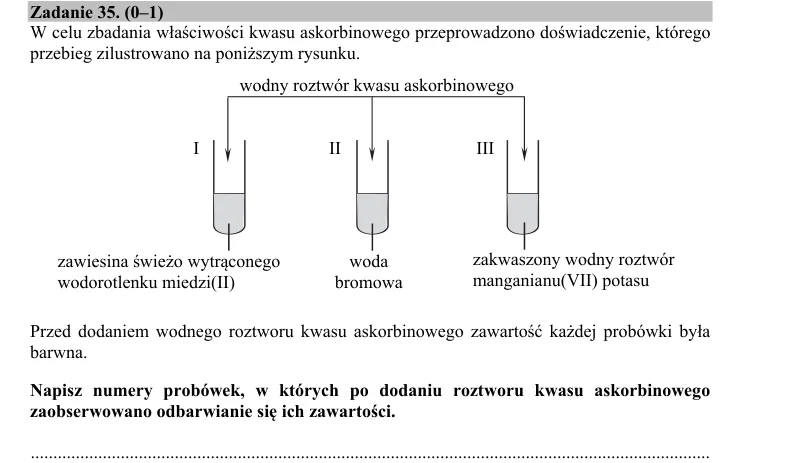 Zadanie 35. (0–1)
W celu zbadania właściwości kwasu askorbinowego przeprowadzono doświadczenie, którego
przebieg zilustrowano na poniższym rysunku.
wodny roztwór kwasu askorbinowego
I II III
zawiesina świeżo wytrąconego
wodorotlenku miedzi(II)
woda
bromowa
zakwaszony wodny roztwór
manganianu(VII) potasu
Przed dodaniem wodnego roztworu kwasu askorbinowego zawartość każdej probówki była
barwna.
Napisz numery probówek, w których po dodaniu roztworu kwasu askorbinowego
zaobserwowano odbarwianie się ich zawartości.